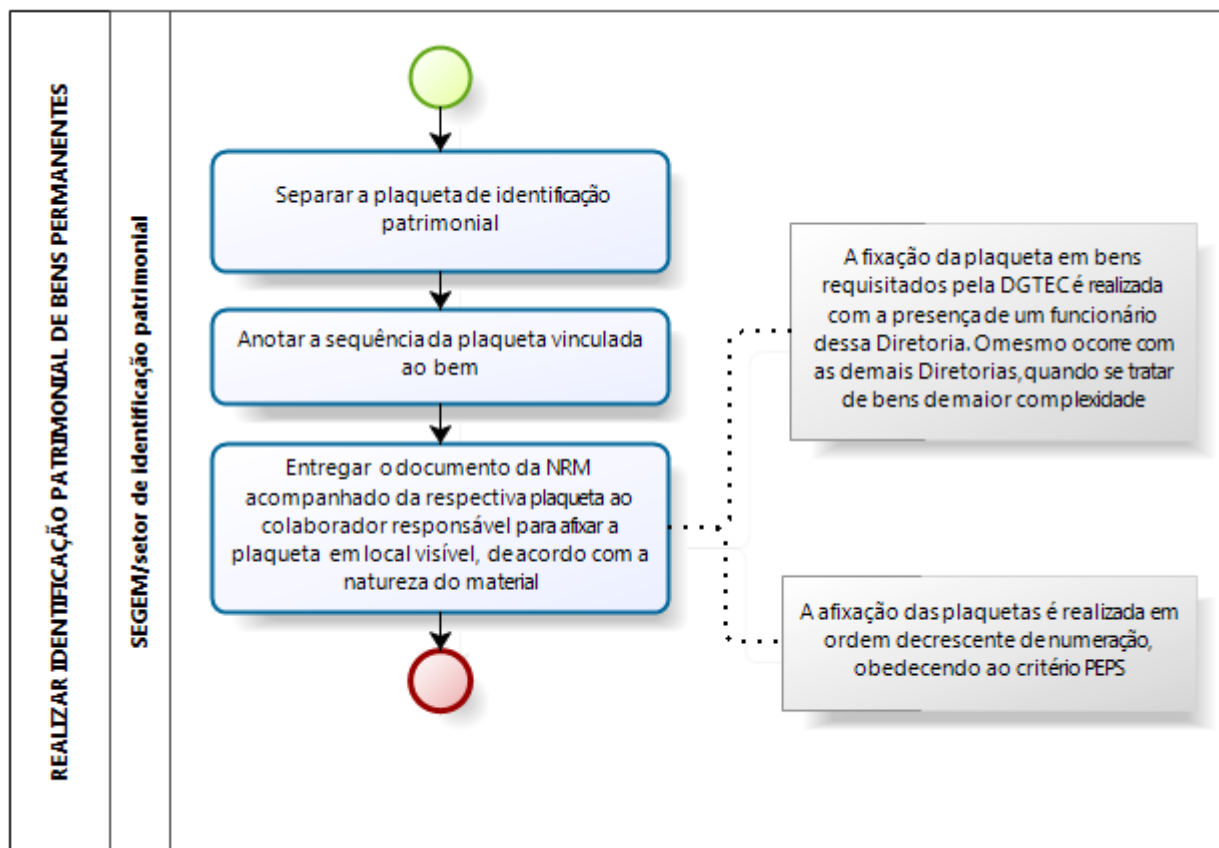 REALIZAR IDENTIFICAÇÃO PATRIMONIAL DE BENS PERMANENTES
SEGEM/setor de identificação patrimonial
Separar a plaqueta de identificação
patrimonial
Anotar a sequência da plaqueta vinculada
ao bem
Entregar o documento da NRM
acompanhado da respectiva plaqueta ao
colaborador responsável para afixar a
plaqueta em local visível, de acordo com a
natureza do material
A fixação da plaqueta em bens
requisitados pela DGTEC é realizada
com a presença de um funcionário
dessa Diretoria. O mesmo ocorre com
as demais Diretorias, quando se tratar
de bens de maior complexidade
A afixação das plaquetas é realizada em
ordem decrescente de numeração,
obedecendo ao critério PEPS